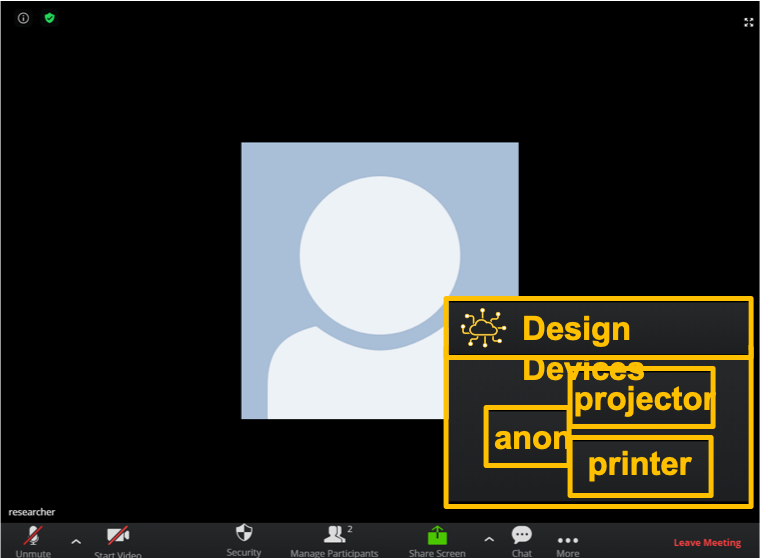 Design
Devices
projector
anon
printer
researcher
2
Unmute
Start Video
Security
Manage Participants
Share Screen
Chat
More
Leave Meeting